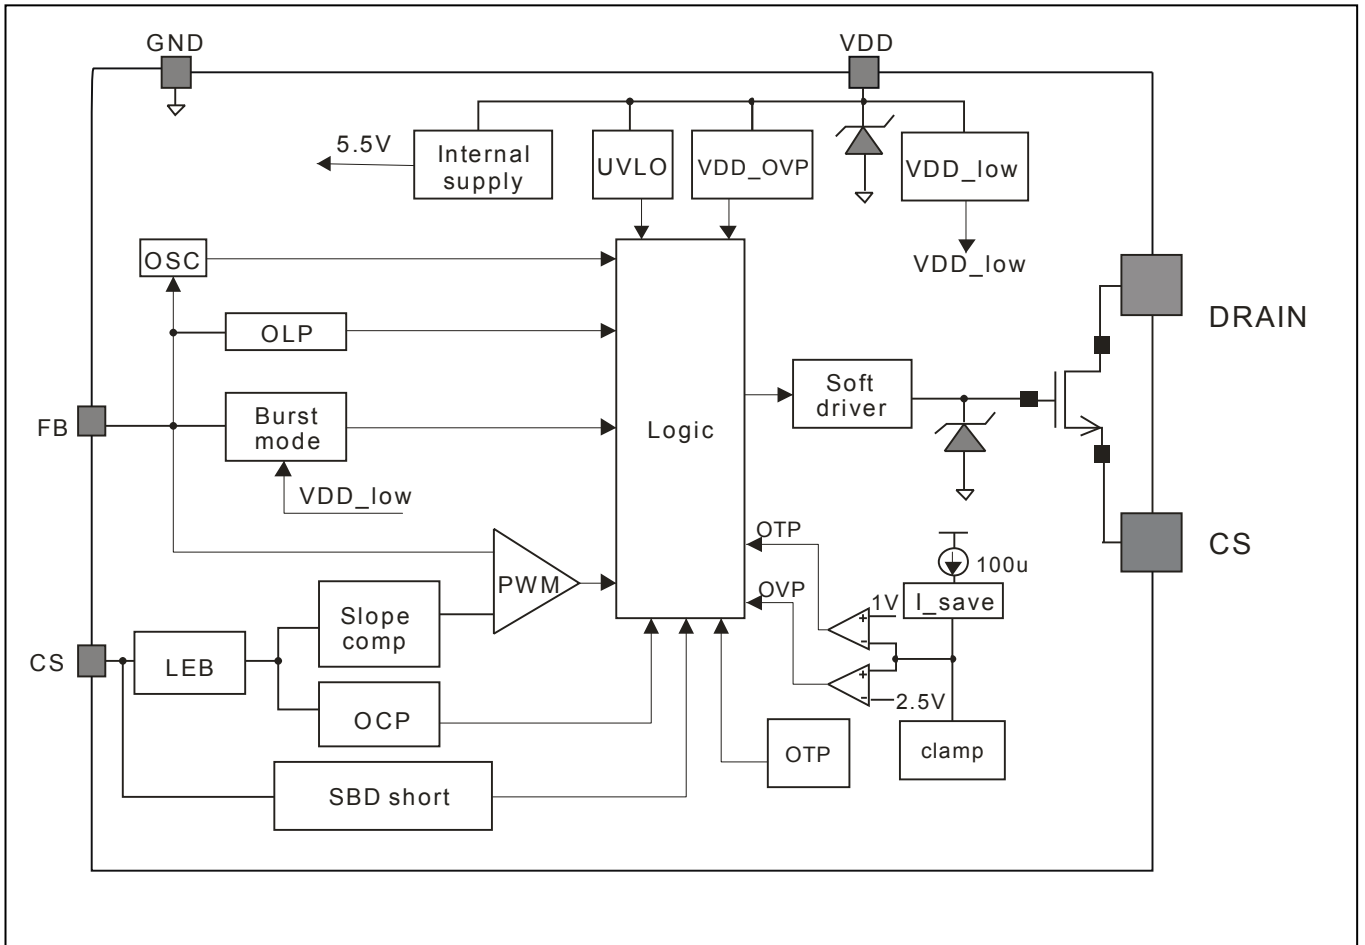 GND
VDD
5.5V
Internal
supply
UVLO
VDD_OVP
VDD_low
VDD_low
OSC
OLP
DRAIN
Burst
mode
FB
Logic
Soft
driver
VDD_low
OTP
CS
100u
PWM
OVP
1V
I_save
+
-
Slope
comp
CS
LEB
+
-
2.5V
OCP
OTP
clamp
SBD short